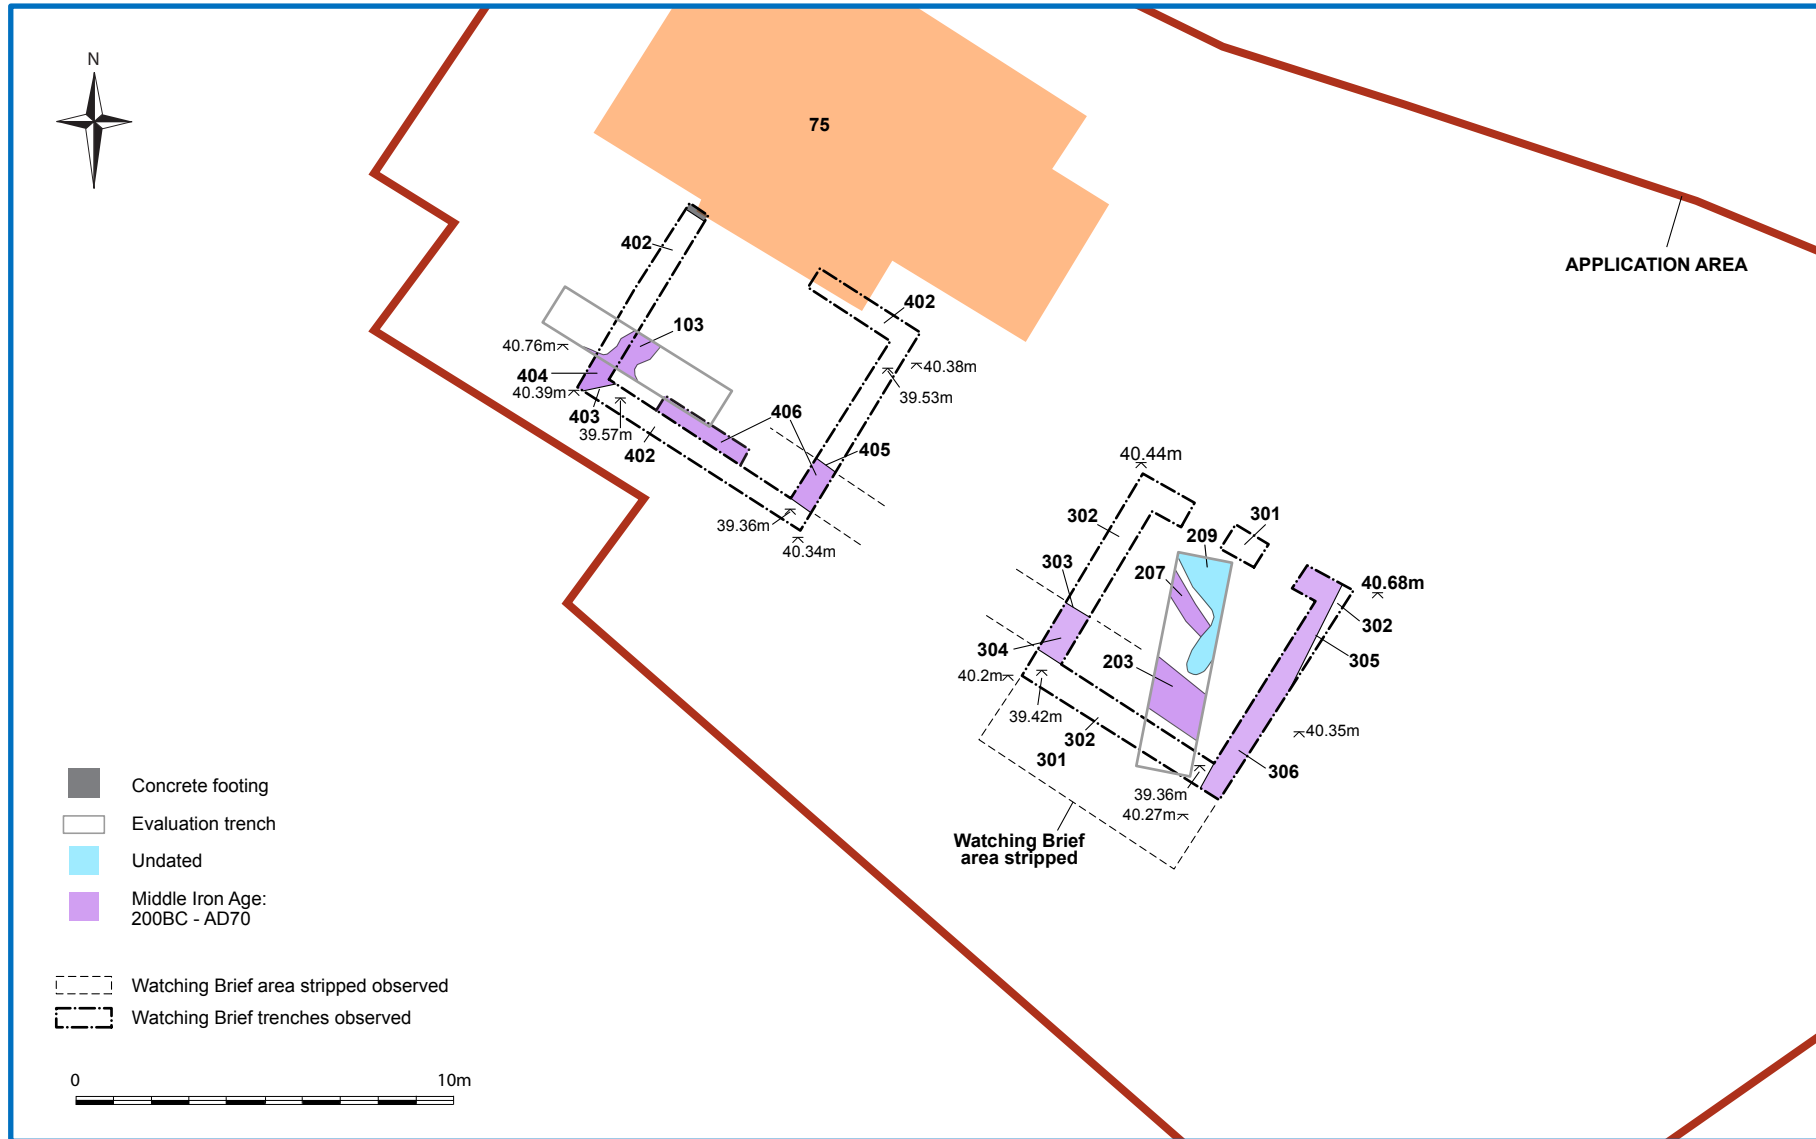 N
75
APPLICATION AREA
402
402
103
40.76m
40.38m
404
39.53m
40.39m
403
406
39.57m
405
402
40.44m
39.36m
301
302
209
40.34m
303
207
40.68m
302
304
203
305
40.2m
39.42m
302
40.35m
301
306
39.36m
40.27m
Watching Brief
area stripped
Concrete footing
Evaluation trench
Undated
Middle Iron Age:
200BC - AD70
Watching Brief area stripped observed
Watching Brief trenches observed
0
10m